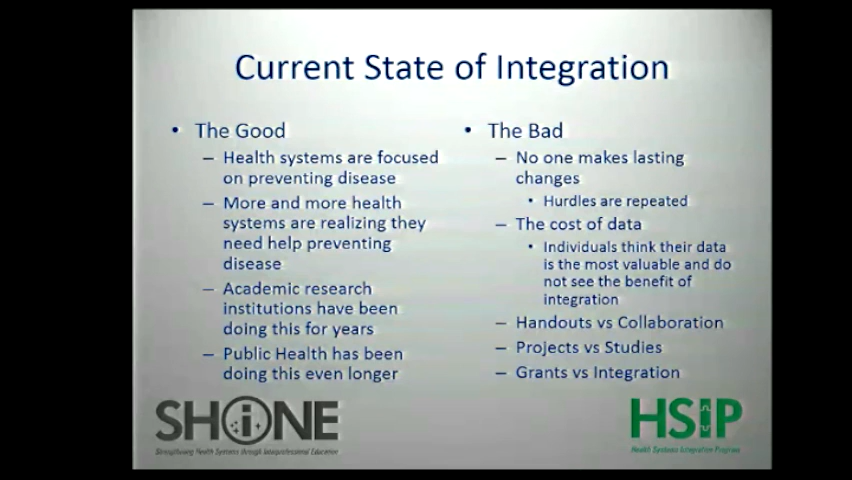 Current State of Integration
• The Good
– Health systems are focused
on preventing disease
– More and more health
systems are realizing they
need help preventing
disease
– Academic research
institutions have been
doing this for years
– Public Health has been
doing this even longer
• The Bad
– No one makes lasting
changes
• Hurdles are repeated
– The cost of data
• Individuals think their data
is the most valuable and do
not see the benefit of
integration
– Handouts vs Collaboration
– Projects vs Studies
– Grants vs Integration
SHiNE
Strengthening Health Systems through Interprofessional Education
HSiP
Health Systems Integration Program